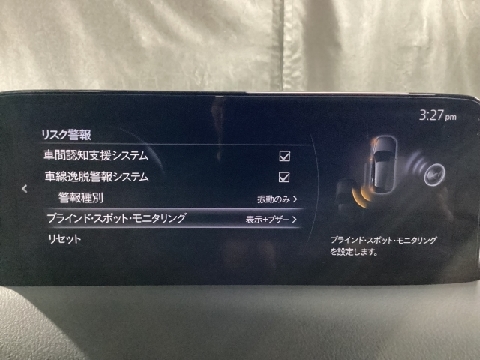 3:27pm
リスク警報
車間認知支援システム
車線逸脱警報システム
警報種別 振動のみ
ブラインド・スポット・モニタリング 表示+ブザー
リセット
ブラインド・スポット・モニタリング
を設定します。